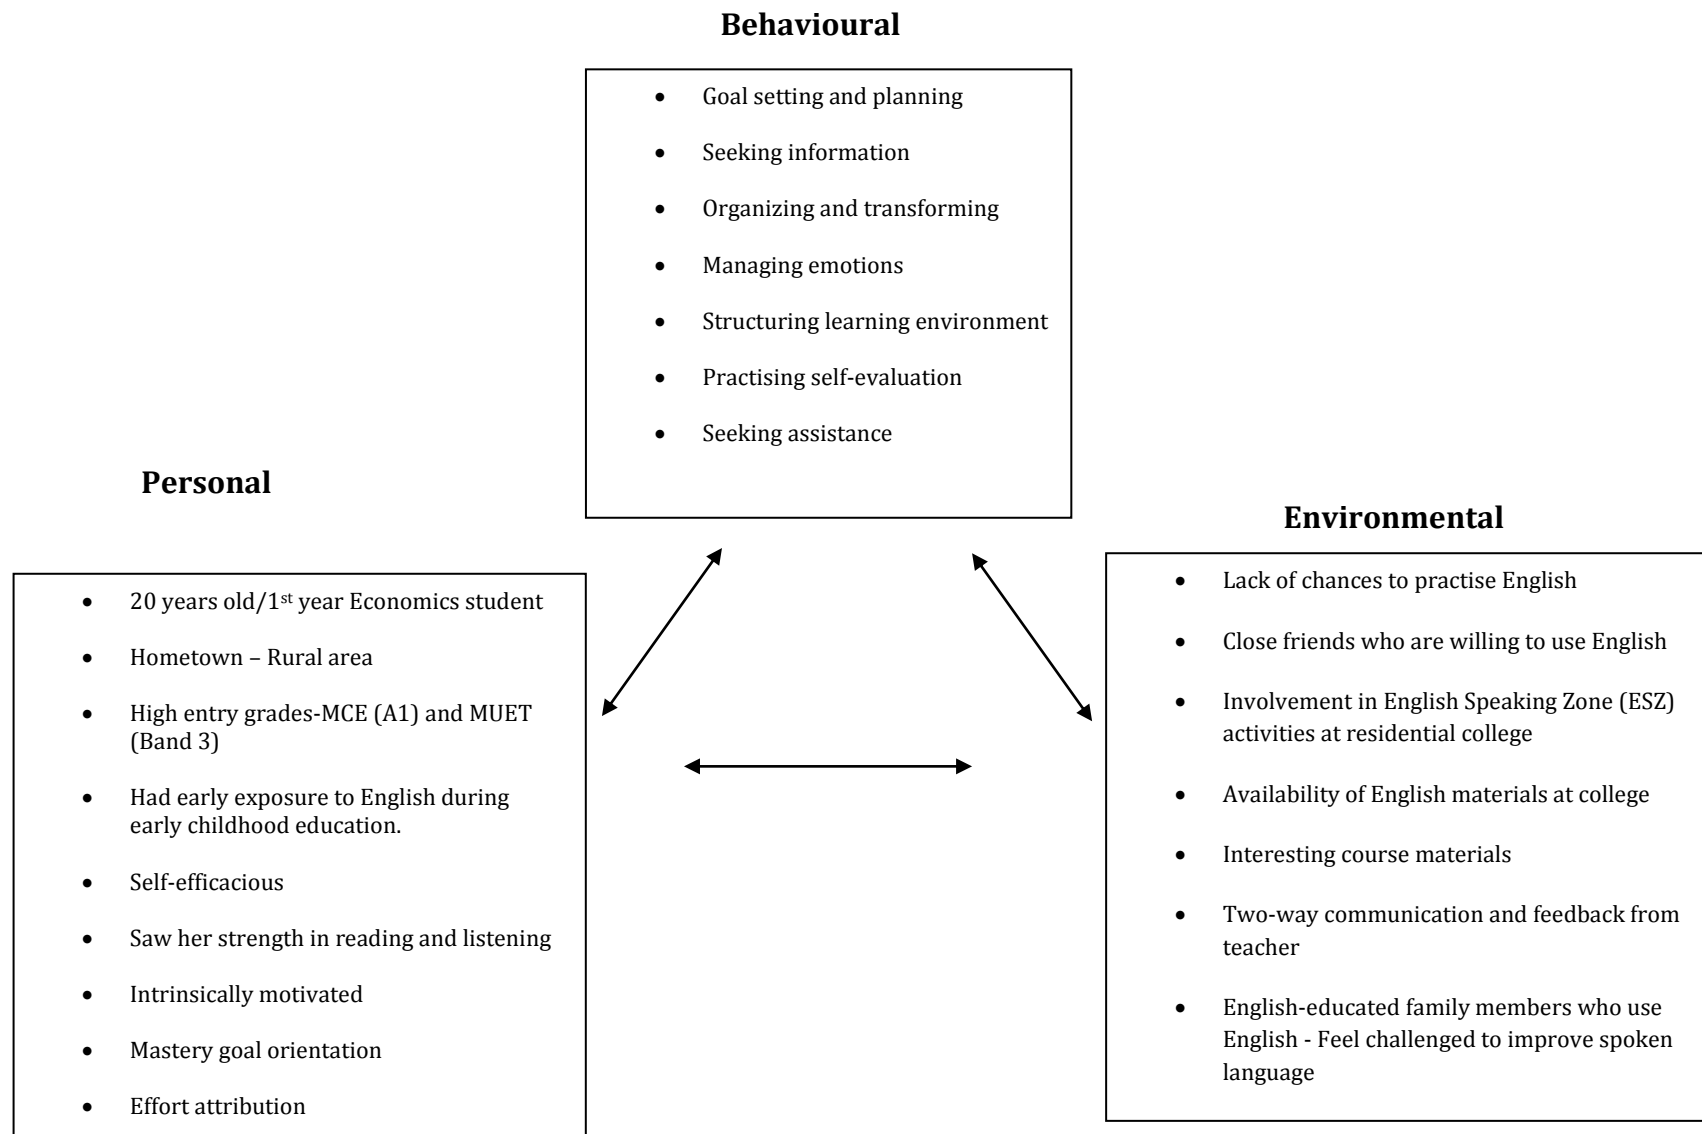 Behavioural
• Goal setting and planning
• Seeking information
• Organizing and transforming
• Managing emotions
• Structuring learning environment
• Practising self-evaluation
• Seeking assistance
Personal
• 20 years old/1st year Economics student
• Hometown – Rural area
• High entry grades-MCE (A1) and MUET
(Band 3)
• Had early exposure to English during
early childhood education.
• Self-efficacious
• Saw her strength in reading and listening
• Intrinsically motivated
• Mastery goal orientation
• Effort attribution
Environmental
• Lack of chances to practise English
• Close friends who are willing to use English
• Involvement in English Speaking Zone (ESZ)
activities at residential college
• Availability of English materials at college
• Interesting course materials
• Two-way communication and feedback from
teacher
• English-educated family members who use
English - Feel challenged to improve spoken
language